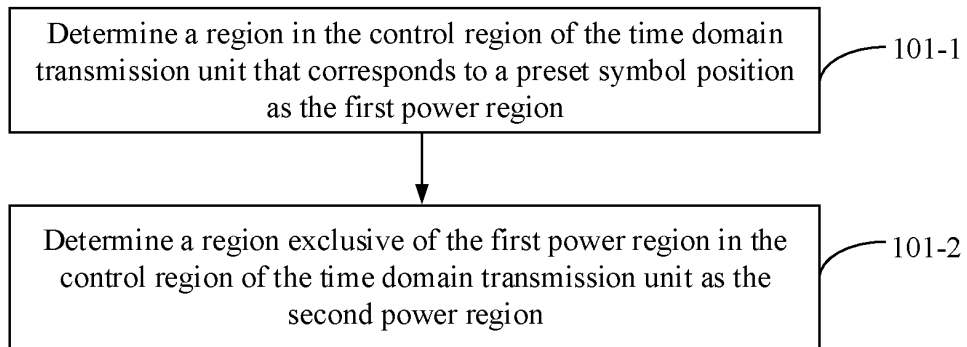 Determine a region in the control region of the time domain
transmission unit that corresponds to a preset symbol position
as the first power region
101-1
Determine a region exclusive of the first power region in the
control region of the time domain transmission unit as the
second power region
101-2